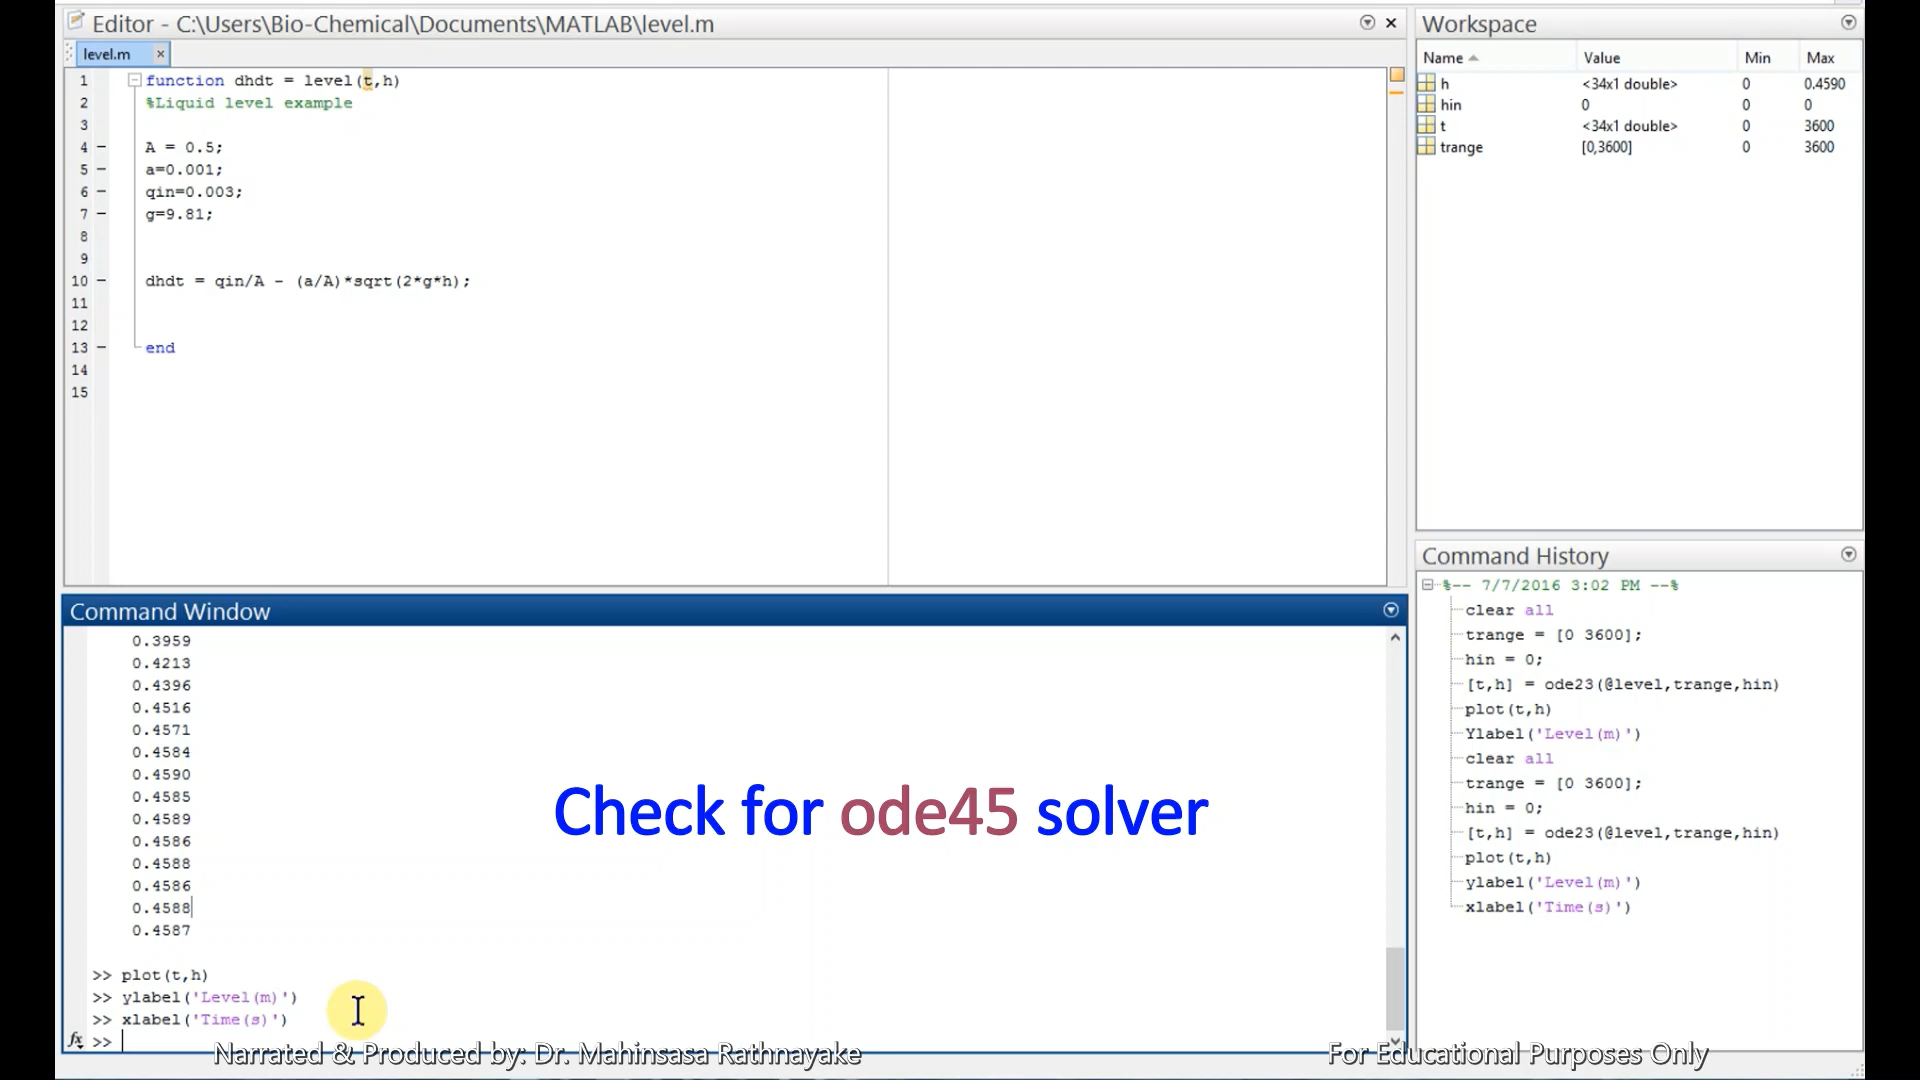 Editor - C:\Users\Bio-Chemical\Documents\MATLAB\level.m
level.m
1 function dhdt = level(t,h)
2 %Liquid level example
3
4 A = 0.5;
5 a=0.001;
6 qin=0.003;
7 g=9.81;
8
9
10 dhdt = qin/A - (a/A)*sqrt(2*g*h);
11
12
13 end
14
15
Workspace
Name Value Min Max
h <34x1 double> 0 0.4590
hin 0 0 0
t <34x1 double> 0 3600
trange [0,3600] 0 3600
Command Window
0.3959
0.4213
0.4396
0.4516
0.4571
0.4584
0.4590
0.4585
0.4589
0.4586
0.4588
0.4586
0.4588
0.4587
>> plot(t,h)
>> ylabel('Level(m)')
>> xlabel('Time(s)')
fx >>
Check for ode45 solver
Command History
%-- 7/7/2016 3:02 PM --%
clear all
trange = [0 3600];
hin = 0;
[t,h] = ode23(@level,trange,hin)
plot(t,h)
Ylabel('Level(m)')
clear all
trange = [0 3600];
hin = 0;
[t,h] = ode23(@level,trange,hin)
plot(t,h)
ylabel('Level(m)')
xlabel('Time(s)')
Narrated & Produced by: Dr. Mahinsasa Rathnayake
For Educational Purposes Only